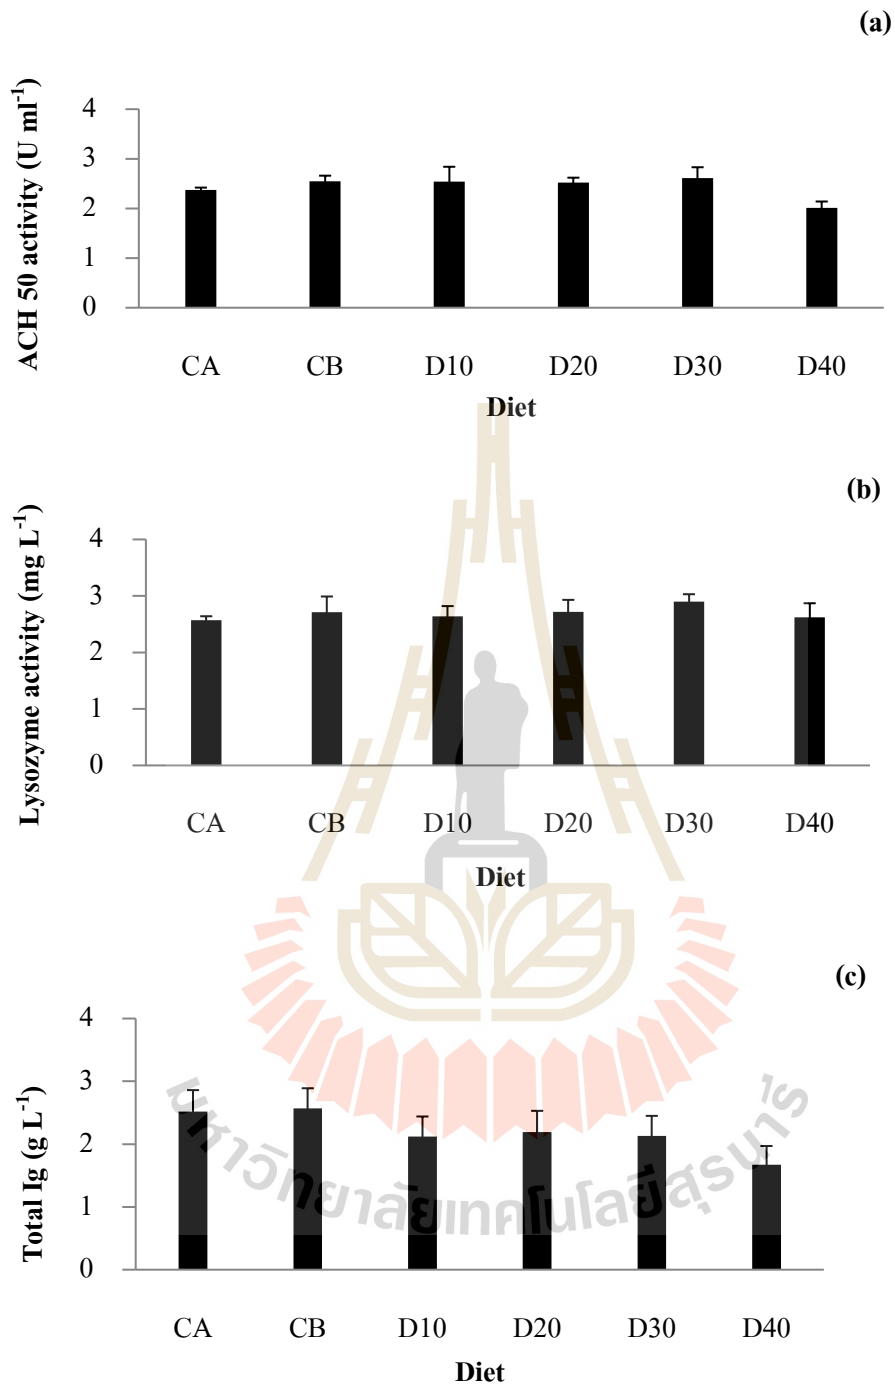 (a)
ACH 50 activity (U ml⁻¹)
4
3
2
1
0
CA CB D10 D20 D30 D40
Diet
(b)
Lysozyme activity (mg L⁻¹)
4
3
2
1
0
CA CB D10 D20 D30 D40
Diet
(c)
Total Ig (g L⁻¹)
4
3
2
1
0
CA CB D10 D20 D30 D40
Diet
มหาวิทยาลัยเทคโนโลยีสุรนารี